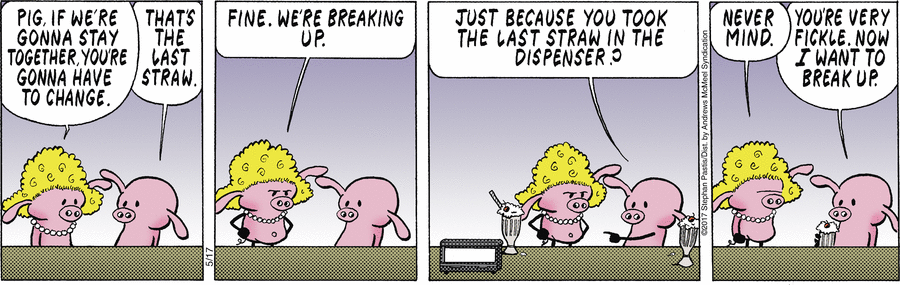 PIG, IF WE'RE
GONNA STAY
TOGETHER, YOU'RE
GONNA HAVE
TO CHANGE.
THAT'S
THE
LAST
STRAW.
5/17
FINE. WE'RE BREAKING
UP.
JUST BECAUSE YOU TOOK
THE LAST STRAW IN THE
DISPENSER?
©2017 Stephan Pastis/Dist. by Andrews McMeel Syndication
NEVER
MIND.
YOU'RE VERY
FICKLE. NOW
I WANT TO
BREAK UP.